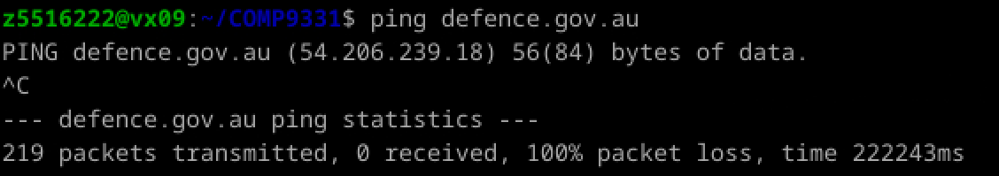 z5516222@vx09:~/COMP9331$ ping defence.gov.au
PING defence.gov.au (54.206.239.18) 56(84) bytes of data.
^C
--- defence.gov.au ping statistics ---
219 packets transmitted, 0 received, 100% packet loss, time 222243ms